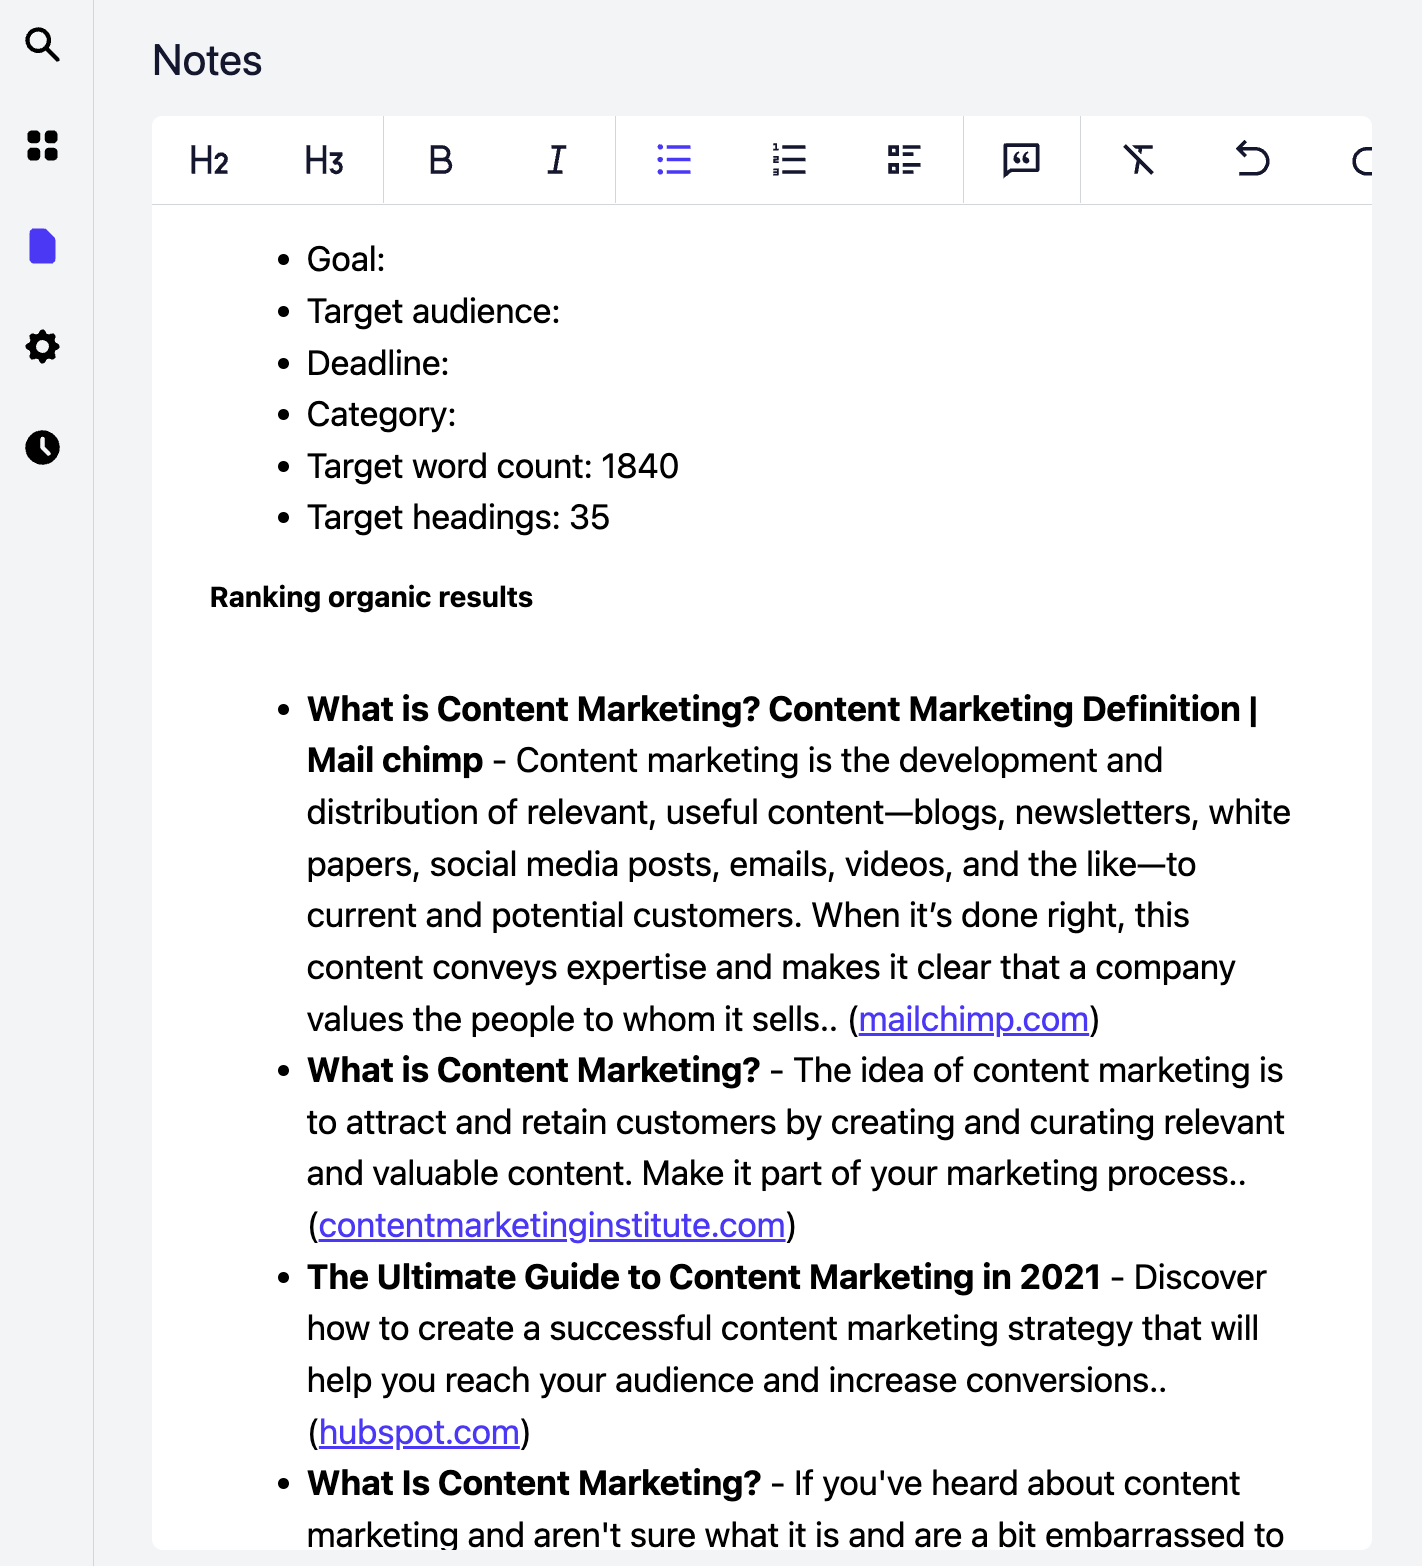 Notes
H2 H3 B I
Goal:
Target audience:
Deadline:
Category:
Target word count: 1840
Target headings: 35
Ranking organic results
What is Content Marketing? Content Marketing Definition |
Mail chimp - Content marketing is the development and
distribution of relevant, useful content—blogs, newsletters, white
papers, social media posts, emails, videos, and the like—to
current and potential customers. When it’s done right, this
content conveys expertise and makes it clear that a company
values the people to whom it sells.. (mailchimp.com)
What is Content Marketing? - The idea of content marketing is
to attract and retain customers by creating and curating relevant
and valuable content. Make it part of your marketing process..
(contentmarketinginstitute.com)
The Ultimate Guide to Content Marketing in 2021 - Discover
how to create a successful content marketing strategy that will
help you reach your audience and increase conversions..
(hubspot.com)
What Is Content Marketing? - If you've heard about content
marketing and aren't sure what it is and are a bit embarrassed to